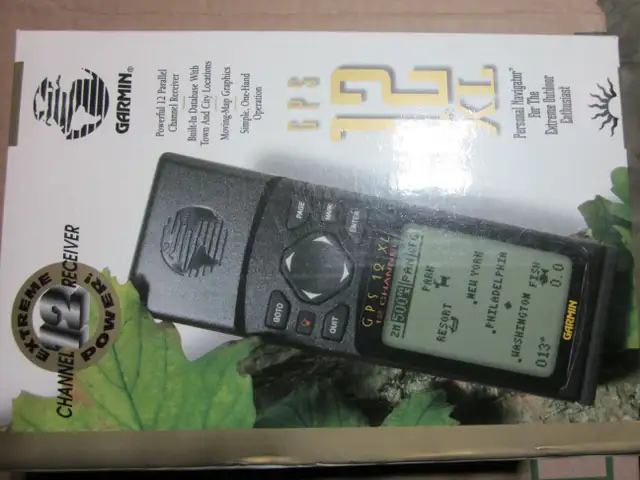 GARMIN®
Powerful 12 Parallel
Channel Receiver
Built-In Database With
Town And City Locations
Moving-Map Graphics
Simple, One-Hand
Operation
GPS
12
XL
Personal Navigator®
For The
Extreme Outdoor
Enthusiast
EXTREME
CHANNEL 12 RECEIVER
POWER!
PAGE
MARK
ENTER
GOTO
QUIT
GPS 12 XL
12 CHANNEL
PARK
RESORT
NEW YORK
PHILADELPHIA
WASHINGTON
FISH
013°
0.0
GARMIN